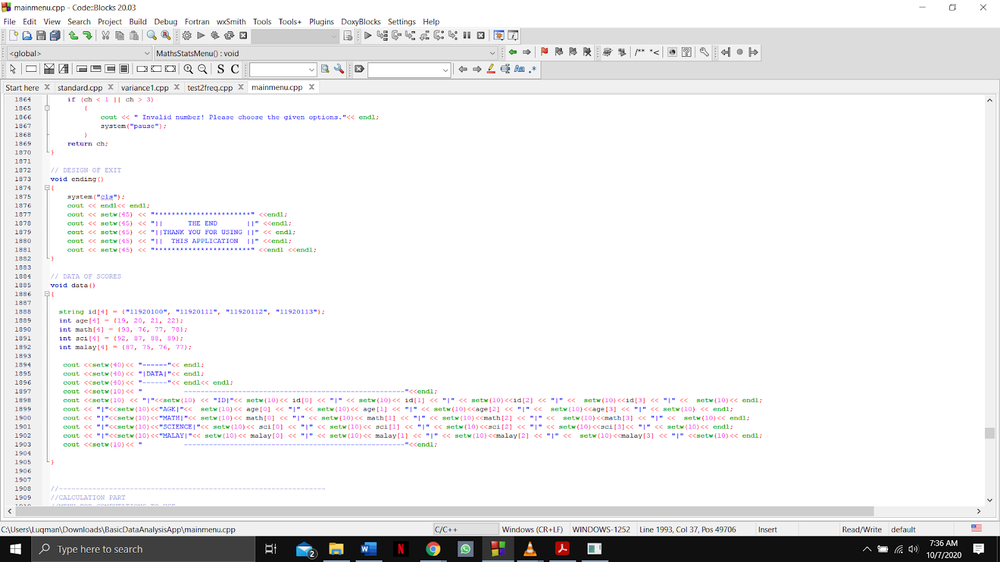 mainmenu.cpp - Code::Blocks 20.03
File Edit View Search Project Build Debug Fortran wxSmith Tools Tools+ Plugins DoxyBlocks Settings Help
<global> MathsStatsMenu() : void
/** *<
S C Aa .*
Start here standard.cpp variance1.cpp test2freq.cpp mainmenu.cpp
1864 if (ch < 1 || ch > 3)
1865 {
1866 cout << " Invalid number! Please choose the given options."<< endl;
1867 system("pause");
1868 }
1869 return ch;
1870 }
1871
1872 // DESIGN OF EXIT
1873 void ending()
1874 {
1875 system("cls");
1876 cout << endl<< endl;
1877 cout << setw(45) << "***********************" <<endl;
1878 cout << setw(45) << "||      THE END       ||" <<endl;
1879 cout << setw(45) << "||THANK YOU FOR USING ||" << endl;
1880 cout << setw(45) << "||  THIS APPLICATION  ||" <<endl;
1881 cout << setw(45) << "***********************" <<endl <<endl;
1882 }
1883
1884 // DATA OF SCORES
1885 void data()
1886 {
1887
1888 string id[4] = {"11920100", "11920111", "11920112", "11920113"};
1889 int age[4] = {19, 20, 21, 22};
1890 int math[4] = {93, 76, 77, 78};
1891 int sci[4] = {92, 87, 88, 89};
1892 int malay[4] = {87, 75, 76, 77};
1893
1894 cout <<setw(40)<< "------"<< endl;
1895 cout <<setw(40)<< "|DATA|"<< endl;
1896 cout <<setw(40)<< "------"<< endl<< endl;
1897 cout <<setw(10)<< "          -----------------------------------------------------"<<endl;
1898 cout <<setw(10) << "|"<<setw(10) << "ID|"<< setw(10)<< id[0] << "|" << setw(10)<< id[1] << "|" << setw(10)<<id[2] << "|" <<  setw(10)<<id[3] << "|" <<  setw(10)<< endl;
1899 cout << "|"<<setw(10)<<"AGE|"<<  setw(10)<< age[0] << "|" << setw(10)<< age[1] << "|" << setw(10)<<age[2] << "|" <<  setw(10)<<age[3] << "|" << setw(10) << endl;
1900 cout << "|"<<setw(10)<<"MATH|"<< setw(10)<< math[0] << "|" << setw(10)<< math[1] << "|" << setw(10)<<math[2] << "|" <<  setw(10)<<math[3] << "|" <<  setw(10)<< endl;
1901 cout << "|"<<setw(10)<<"SCIENCE|"<< setw(10)<< sci[0] << "|" << setw(10)<< sci[1] << "|" << setw(10)<<sci[2] << "|" << setw(10)<<sci[3]<< "|" << setw(10)<< endl;
1902 cout << "|"<<setw(10)<<"MALAY|"<< setw(10)<< malay[0] << "|" << setw(10)<< malay[1] << "|" << setw(10)<<malay[2] << "|" <<  setw(10)<<malay[3] << "|" <<setw(10)<< endl;
1903 cout <<setw(10)<< "          -----------------------------------------------------"<<endl;
1904
1905 }
1906
1907
1908 //----------------------------------------------------------------
1909 //CALCULATION PART
1910 //MENU FOR COMPUTATIONS TO USE
C:\Users\Luqman\Downloads\BasicDataAnalysisApp\mainmenu.cpp C/C++ Windows (CR+LF) WINDOWS-1252 Line 1993, Col 37, Pos 49706 Insert Read/Write default
Type here to search 2 7:36 AM
10/7/2020